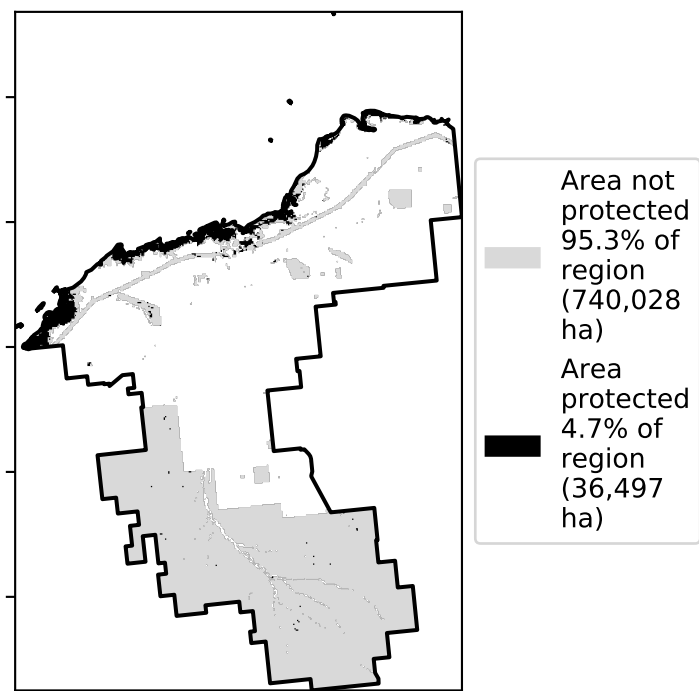 Area not
protected
95.3% of
region
(740,028
ha)
Area
protected
4.7% of
region
(36,497
ha)